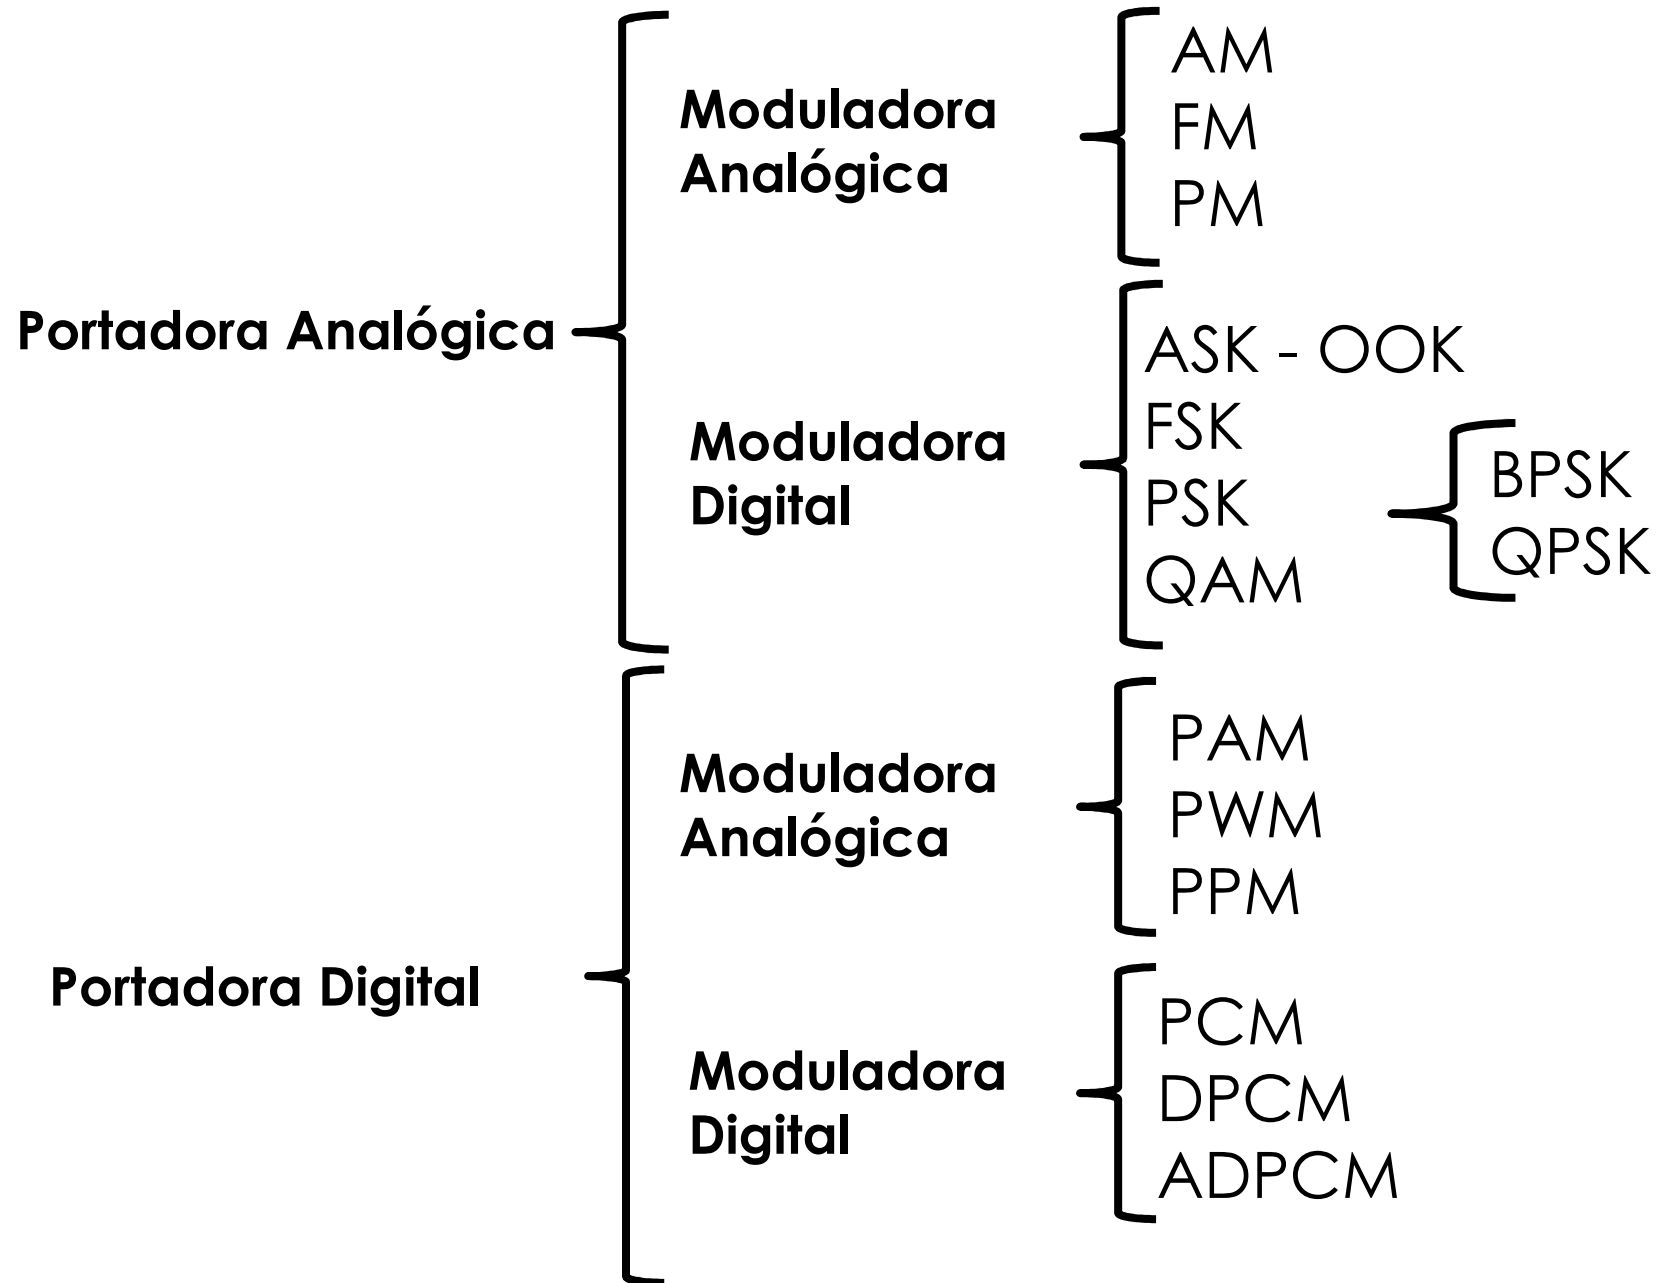 Portadora Analógica
Moduladora
Analógica
AM
FM
PM
Moduladora
Digital
ASK - OOK
FSK
PSK
QAM
BPSK
QPSK
Portadora Digital
Moduladora
Analógica
PAM
PWM
PPM
Moduladora
Digital
PCM
DPCM
ADPCM